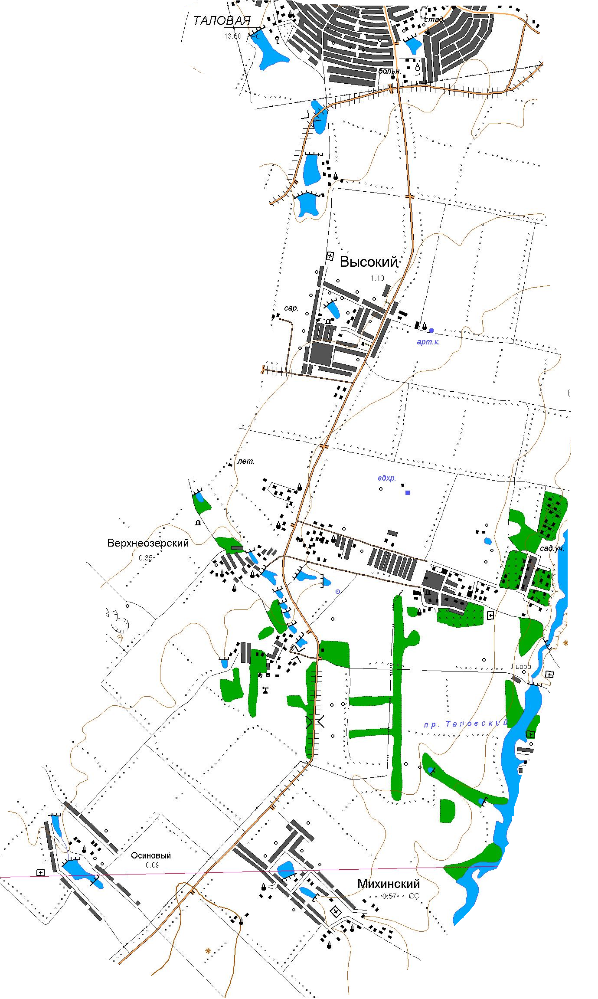 стад.
ТАЛОВАЯ
13.60 РС
больн.
Высокий
1.10
сар.
арт.к.
лет.
вдхр.
Верхнеозерский
0.35
сад.уч.
Львов
пр. Таловский
Осиновый
0.09
Михинский
0.57 СС